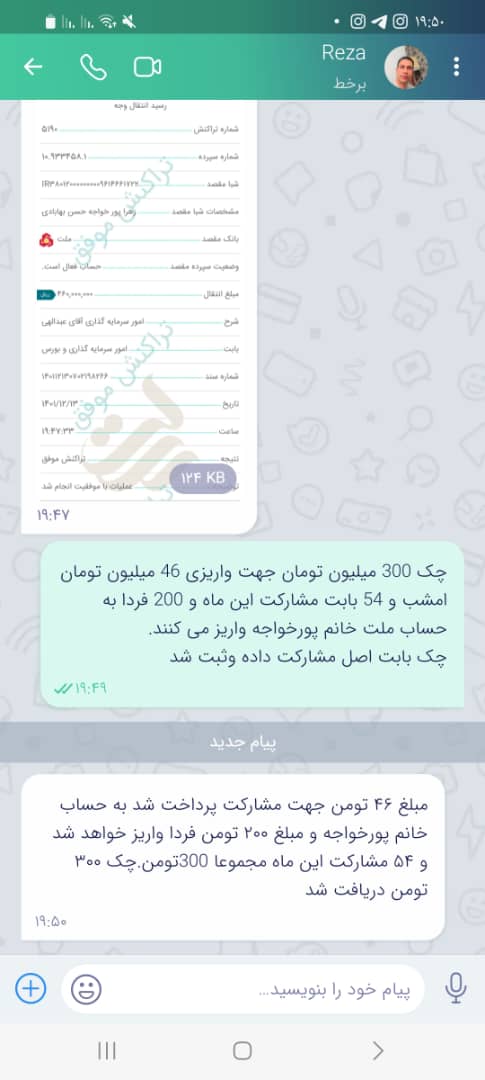 ۱۹:۵۰
Reza
برخط
رسید انتقال وجه
شماره تراکنش ۵۱۹۰
شماره سپرده ۱۰.۹۳۳۴۵۸.۱
شبا مقصد
مشخصات شبا مقصد زهرا پور خواجه حسن بهابادی
بانک مقصد ملت
وضعیت سپرده مقصد حساب فعال است.
مبلغ انتقال ۴۶۰,۰۰۰,۰۰۰ ریال
شرح امور سرمایه گذاری آقای عبدالهی
بابت امور سرمایه گذاری و بورس
شماره سند
تاریخ ۱۴۰۱/۱۲/۱۳
ساعت ۱۹:۴۷:۳۳
نتیجه تراکنش موفق
عملیات با موفقیت انجام شد
تراکنش موفق
تراکنش موفق
۱۲۴ KB
۱۹:۴۷
چک 300 میلیون تومان جهت واریزی 46 میلیون تومان
امشب و 54 بابت مشارکت این ماه و 200 فردا به
حساب ملت خانم پورخواجه واریز می کنند.
چک بابت اصل مشارکت داده وثبت شد
۱۹:۴۹
پیام جدید
مبلغ ۴۶ تومن جهت مشارکت پرداخت شد به حساب
خانم پورخواجه و مبلغ ۲۰۰ تومن فردا واریز خواهد شد
و ۵۴ مشارکت این ماه مجموعا 300تومن.چک ۳۰۰
تومن دریافت شد
۱۹:۵۰
پیام خود را بنویسید...